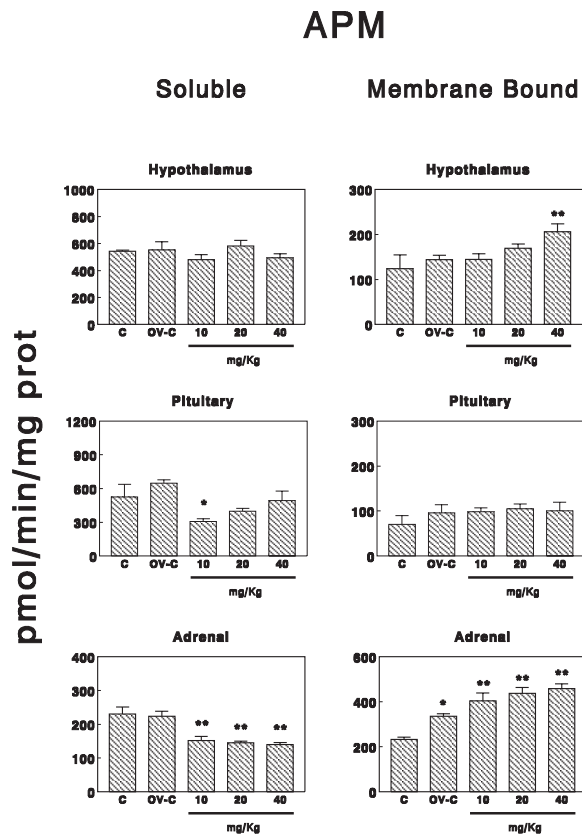 APM
Soluble Membrane Bound
pmol/min/mg prot
Hypothalamus
1000
800
600
400
200
0
C OV-C 10 20 40
mg/Kg
Hypothalamus
300
200
100
0
**
C OV-C 10 20 40
mg/Kg
Pituitary
1200
900
600
300
0
*
C OV-C 10 20 40
mg/Kg
Pituitary
300
200
100
0
C OV-C 10 20 40
mg/Kg
Adrenal
400
300
200
100
0
** ** **
C OV-C 10 20 40
mg/Kg
Adrenal
600
400
200
0
* ** ** **
C OV-C 10 20 40
mg/Kg